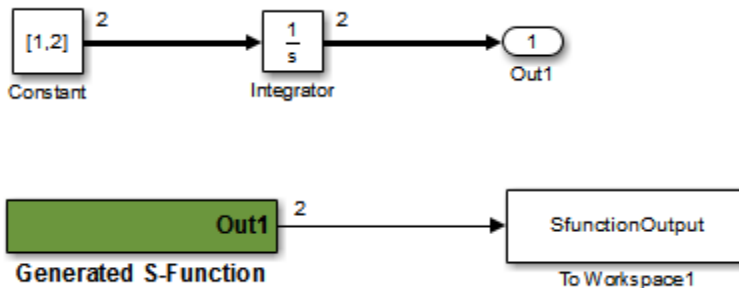 2 2
[1,2] 1 1
s
Constant Integrator Out1
Out1 2 SfunctionOutput
Generated S-Function To Workspace1